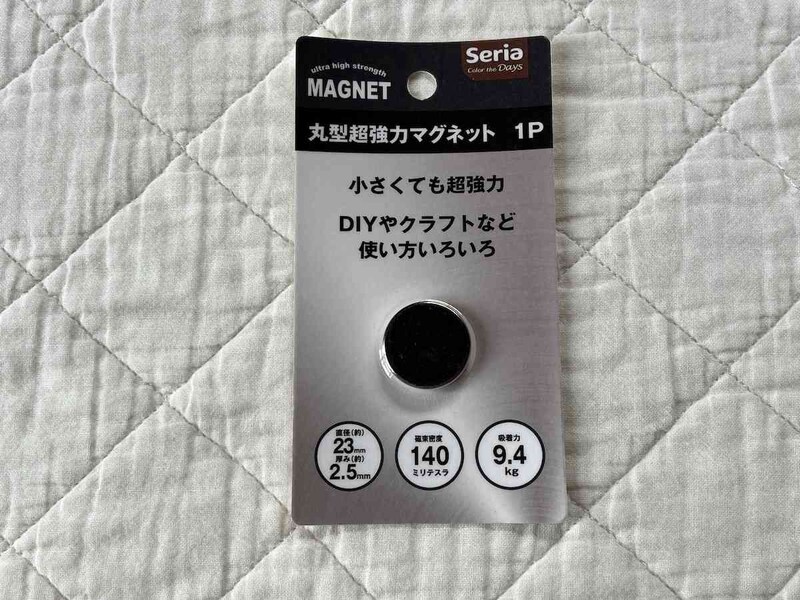 ultra high strength
MAGNET
Seria
Color the Days
丸型超強力マグネット 1P
小さくても超強力
DIYやクラフトなど
使い方いろいろ
直径(約)
23mm
厚み(約)
2.5mm
磁束密度
140
ミリテスラ
吸着力
9.4
kg